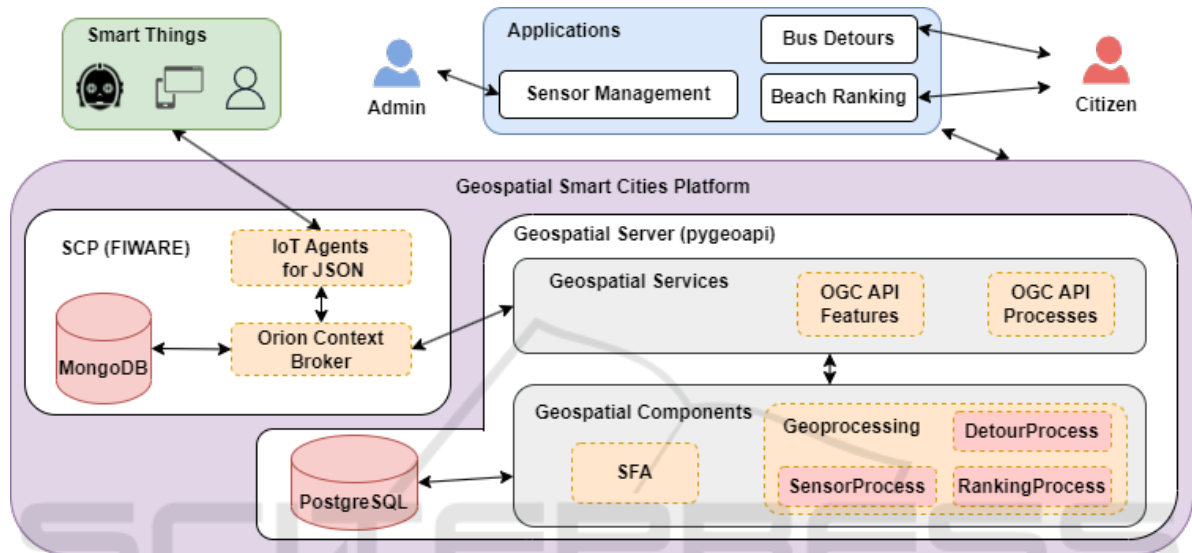 Smart Things
Admin
Applications
Sensor Management
Bus Detours
Beach Ranking
Citizen
Geospatial Smart Cities Platform
SCP (FIWARE)
IoT Agents
for JSON
MongoDB
Orion Context
Broker
Geospatial Server (pygeoapi)
Geospatial Services
OGC API
Features
OGC API
Processes
Geospatial Components
SFA
Geoprocessing
DetourProcess
SensorProcess
RankingProcess
PostgreSQL
SCITEPRESS